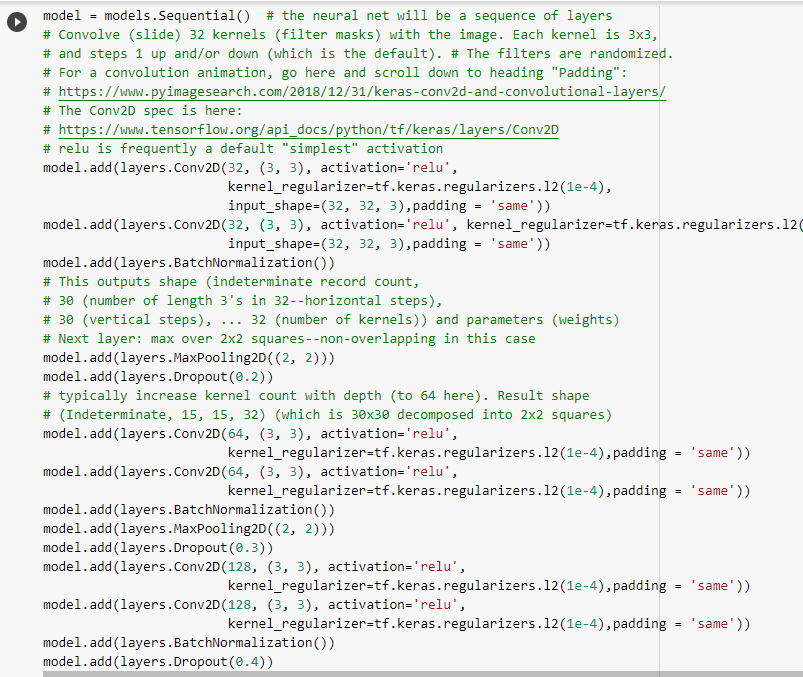 model = models.Sequential()  # the neural net will be a sequence of layers
# Convolve (slide) 32 kernels (filter masks) with the image. Each kernel is 3x3,
# and steps 1 up and/or down (which is the default). # The filters are randomized.
# For a convolution animation, go here and scroll down to heading "Padding":
# https://www.pyimagesearch.com/2018/12/31/keras-conv2d-and-convolutional-layers/
# The Conv2D spec is here:
# https://www.tensorflow.org/api_docs/python/tf/keras/layers/Conv2D
# relu is frequently a default "simplest" activation
model.add(layers.Conv2D(32, (3, 3), activation='relu',
                        kernel_regularizer=tf.keras.regularizers.l2(1e-4),
                        input_shape=(32, 32, 3),padding = 'same'))
model.add(layers.Conv2D(32, (3, 3), activation='relu', kernel_regularizer=tf.keras.regularizers.l2(
                        input_shape=(32, 32, 3),padding = 'same'))
model.add(layers.BatchNormalization())
# This outputs shape (indeterminate record count,
# 30 (number of length 3's in 32--horizontal steps),
# 30 (vertical steps), ... 32 (number of kernels)) and parameters (weights)
# Next layer: max over 2x2 squares--non-overlapping in this case
model.add(layers.MaxPooling2D((2, 2)))
model.add(layers.Dropout(0.2))
# typically increase kernel count with depth (to 64 here). Result shape
# (Indeterminate, 15, 15, 32) (which is 30x30 decomposed into 2x2 squares)
model.add(layers.Conv2D(64, (3, 3), activation='relu',
                        kernel_regularizer=tf.keras.regularizers.l2(1e-4),padding = 'same'))
model.add(layers.Conv2D(64, (3, 3), activation='relu',
                        kernel_regularizer=tf.keras.regularizers.l2(1e-4),padding = 'same'))
model.add(layers.BatchNormalization())
model.add(layers.MaxPooling2D((2, 2)))
model.add(layers.Dropout(0.3))
model.add(layers.Conv2D(128, (3, 3), activation='relu',
                        kernel_regularizer=tf.keras.regularizers.l2(1e-4),padding = 'same'))
model.add(layers.Conv2D(128, (3, 3), activation='relu',
                        kernel_regularizer=tf.keras.regularizers.l2(1e-4),padding = 'same'))
model.add(layers.BatchNormalization())
model.add(layers.Dropout(0.4))